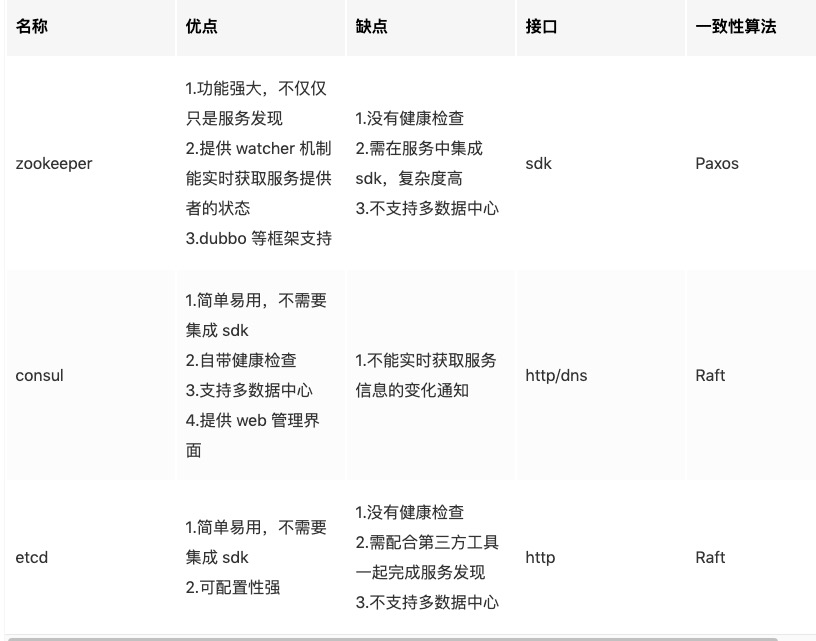 名称 优点 缺点 接口 一致性算法
zookeeper
1.功能强大，不仅仅
只是服务发现
2.提供 watcher 机制
能实时获取服务提供
者的状态
3.dubbo 等框架支持
1.没有健康检查
2.需在服务中集成
sdk，复杂度高
3.不支持多数据中心
sdk
Paxos
consul
1.简单易用，不需要
集成 sdk
2.自带健康检查
3.支持多数据中心
4.提供 web 管理界
面
1.不能实时获取服务
信息的变化通知
http/dns
Raft
etcd
1.简单易用，不需要
集成 sdk
2.可配置性强
1.没有健康检查
2.需配合第三方工具
一起完成服务发现
3.不支持多数据中心
http
Raft